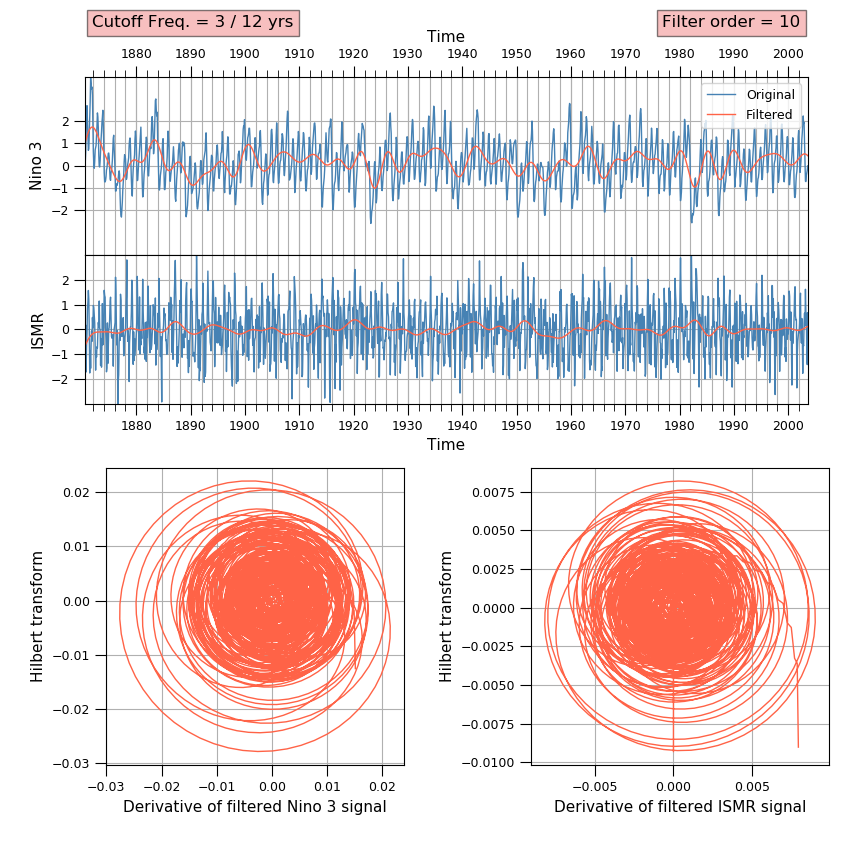 Cutoff Freq. = 3 / 12 yrs
Filter order = 10
Time
1880 1890 1900 1910 1920 1930 1940 1950 1960 1970 1980 1990 2000
Original
Filtered
Nino 3
2
1
0
−1
−2
ISMR
2
1
0
−1
−2
1880 1890 1900 1910 1920 1930 1940 1950 1960 1970 1980 1990 2000
Time
Hilbert transform
0.02
0.01
0.00
−0.01
−0.02
−0.03
−0.03 −0.02 −0.01 0.00 0.01 0.02
Derivative of filtered Nino 3 signal
Hilbert transform
0.0075
0.0050
0.0025
0.0000
−0.0025
−0.0050
−0.0075
−0.0100
−0.005 0.000 0.005
Derivative of filtered ISMR signal